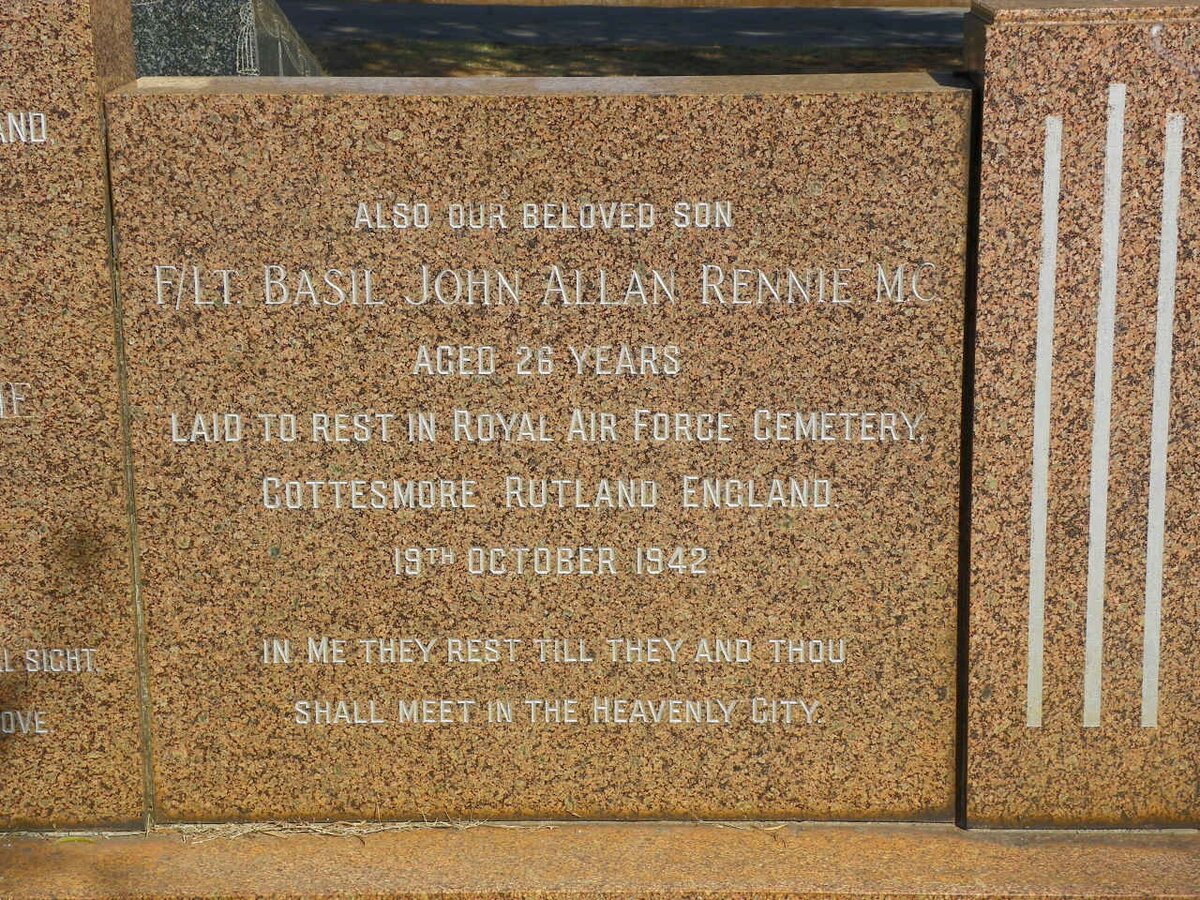 AND.
ALSO OUR BELOVED SON
F/LT. BASIL JOHN ALLAN RENNIE MC.
AGED 26 YEARS
LAID TO REST IN ROYAL AIR FORCE CEMETERY,
COTTESMORE RUTLAND ENGLAND
19TH OCTOBER 1942
IN ME THEY REST TILL THEY AND THOU
SHALL MEET IN THE HEAVENLY CITY.
SIGHT.
OVE